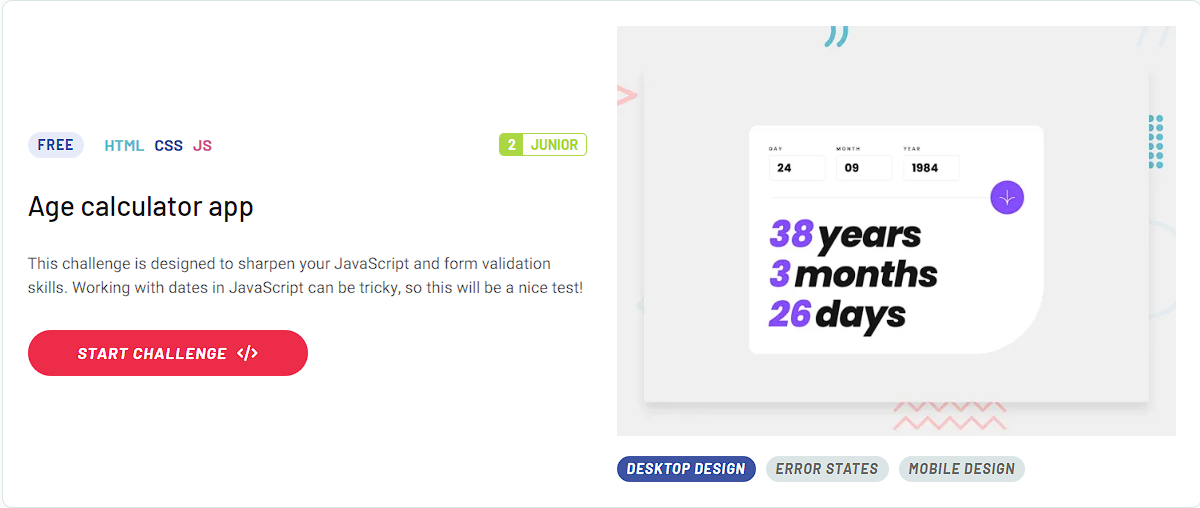 FREE HTML CSS JS 2 JUNIOR
Age calculator app
This challenge is designed to sharpen your JavaScript and form validation
skills. Working with dates in JavaScript can be tricky, so this will be a nice test!
START CHALLENGE </>
DAY MONTH YEAR
24 09 1984
38 years
3 months
26 days
DESKTOP DESIGN ERROR STATES MOBILE DESIGN